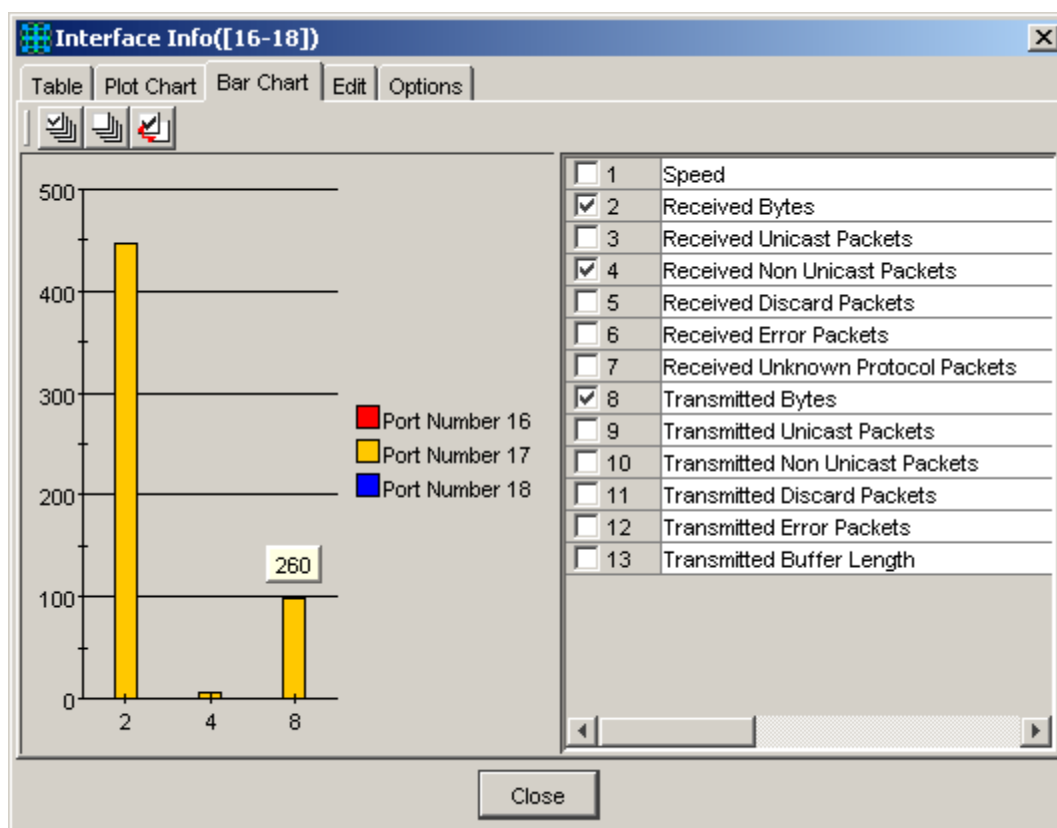 Interface Info([16-18])
Table Plot Chart Bar Chart Edit Options
500
400
300
200
100
0
2 4 8
260
Port Number 16
Port Number 17
Port Number 18
1 Speed
2 Received Bytes
3 Received Unicast Packets
4 Received Non Unicast Packets
5 Received Discard Packets
6 Received Error Packets
7 Received Unknown Protocol Packets
8 Transmitted Bytes
9 Transmitted Unicast Packets
10 Transmitted Non Unicast Packets
11 Transmitted Discard Packets
12 Transmitted Error Packets
13 Transmitted Buffer Length
Close